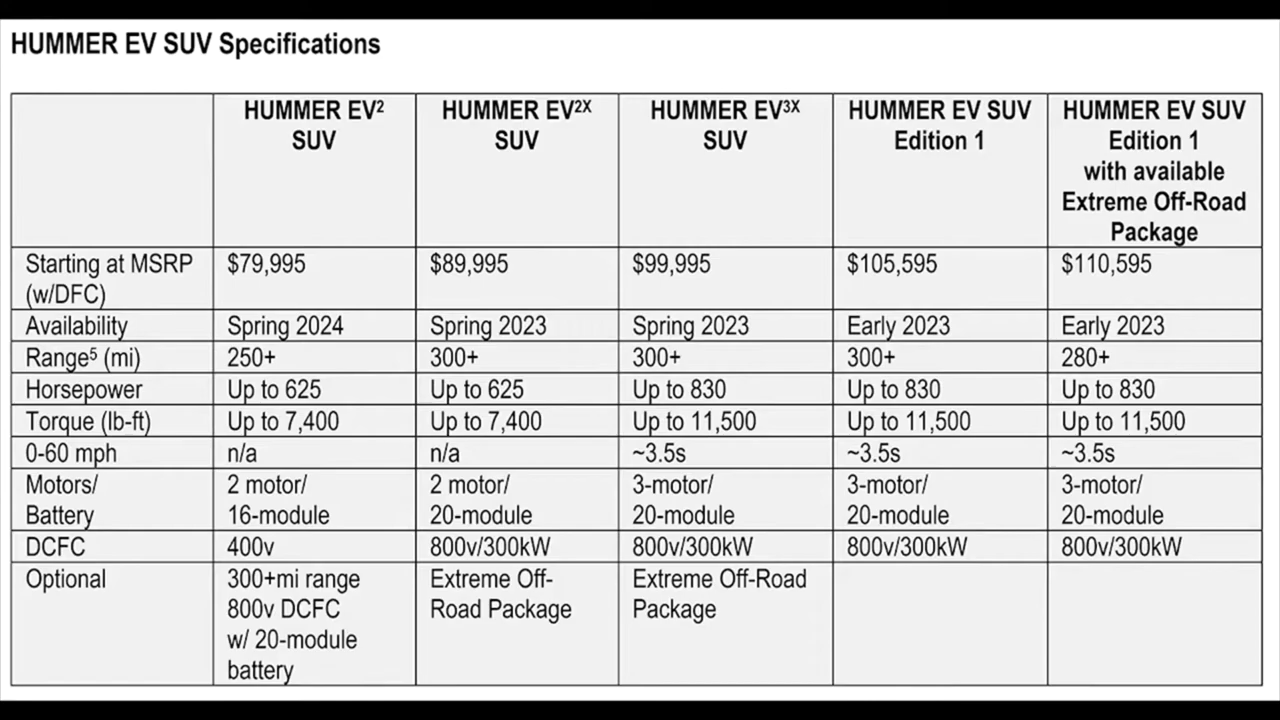 HUMMER EV SUV Specifications
HUMMER EV² SUV | HUMMER EV²ˣ SUV | HUMMER EV³ˣ SUV | HUMMER EV SUV Edition 1 | HUMMER EV SUV Edition 1 with available Extreme Off-Road Package
Starting at MSRP (w/DFC) | $79,995 | $89,995 | $99,995 | $105,595 | $110,595
Availability | Spring 2024 | Spring 2023 | Spring 2023 | Early 2023 | Early 2023
Range⁵ (mi) | 250+ | 300+ | 300+ | 300+ | 280+
Horsepower | Up to 625 | Up to 625 | Up to 830 | Up to 830 | Up to 830
Torque (lb-ft) | Up to 7,400 | Up to 7,400 | Up to 11,500 | Up to 11,500 | Up to 11,500
0-60 mph | n/a | n/a | ~3.5s | ~3.5s | ~3.5s
Motors/ Battery | 2 motor/ 16-module | 2 motor/ 20-module | 3-motor/ 20-module | 3-motor/ 20-module | 3-motor/ 20-module
DCFC | 400v | 800v/300kW | 800v/300kW | 800v/300kW | 800v/300kW
Optional | 300+mi range 800v DCFC w/ 20-module battery | Extreme Off-Road Package | Extreme Off-Road Package